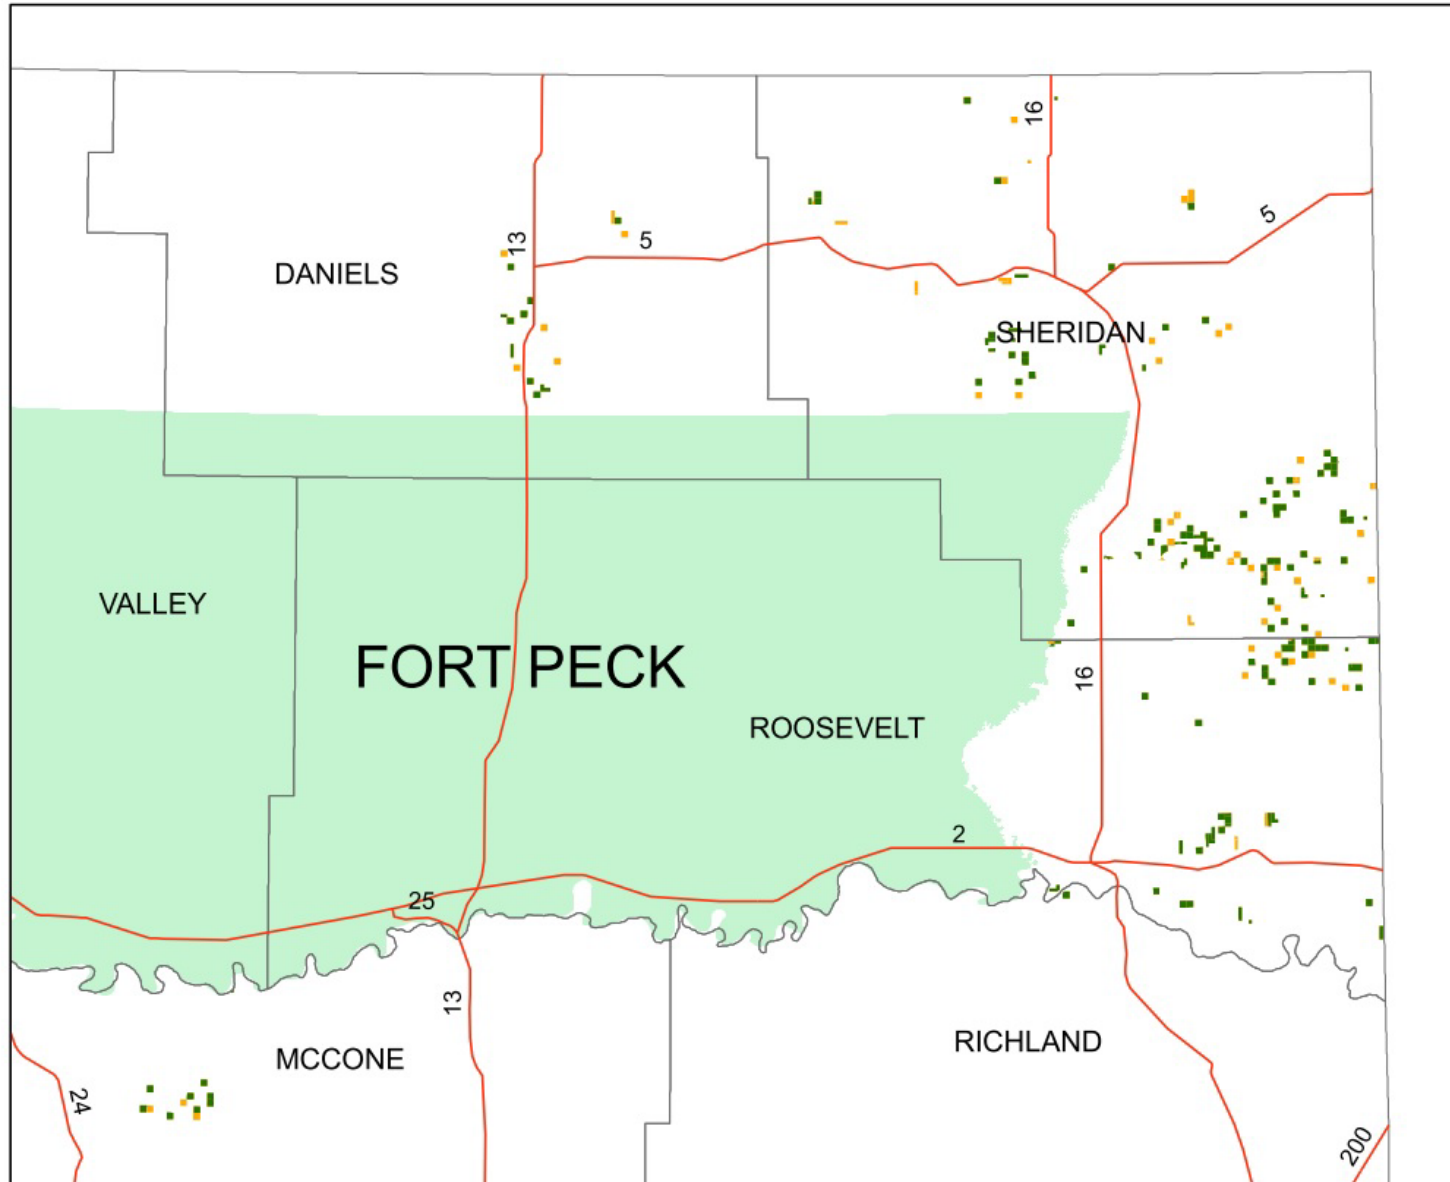 16
5
13
5
DANIELS
SHERIDAN
VALLEY
FORT PECK
16
ROOSEVELT
2
25
13
RICHLAND
MCCONE
24
200